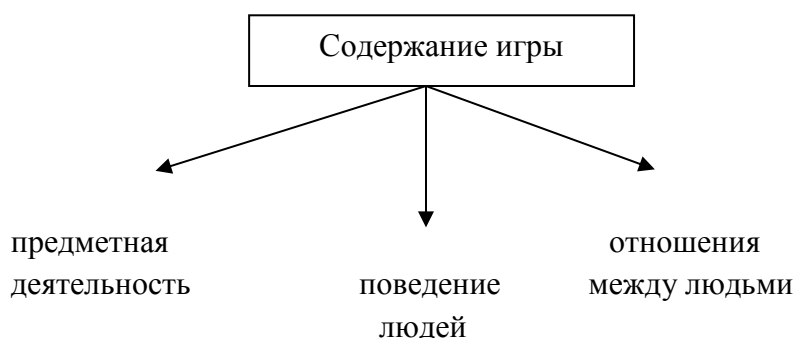 Содержание игры
предметная
деятельность
поведение
людей
отношения
между людьми